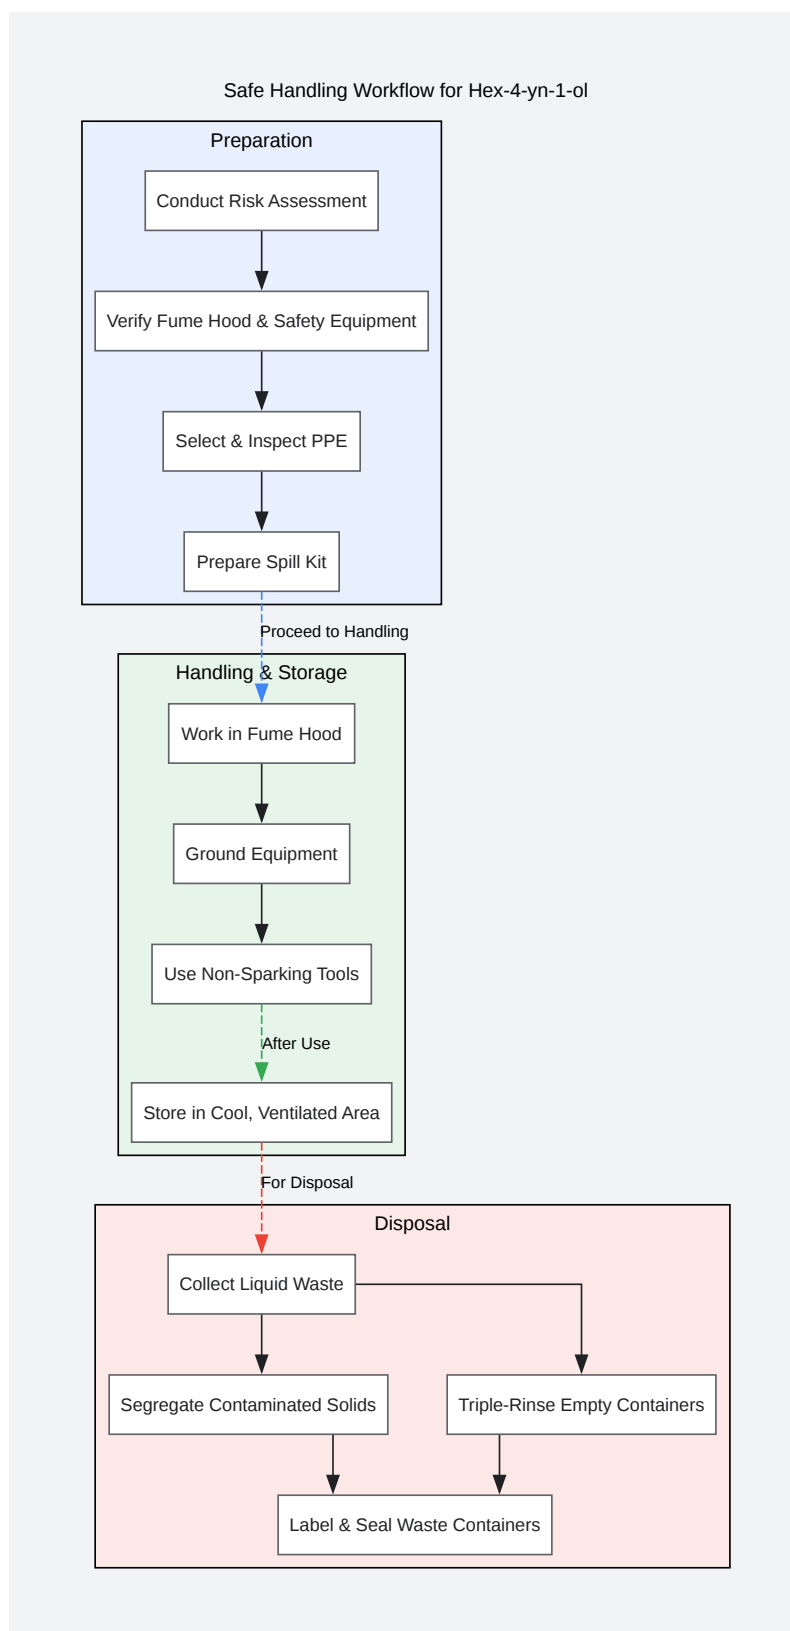 Safe Handling Workflow for Hex-4-yn-1-ol
Preparation
Conduct Risk Assessment
Verify Fume Hood & Safety Equipment
Select & Inspect PPE
Prepare Spill Kit
Proceed to Handling
Handling & Storage
Work in Fume Hood
Ground Equipment
Use Non-Sparking Tools
After Use
Store in Cool, Ventilated Area
For Disposal
Disposal
Collect Liquid Waste
Segregate Contaminated Solids
Triple-Rinse Empty Containers
Label & Seal Waste Containers